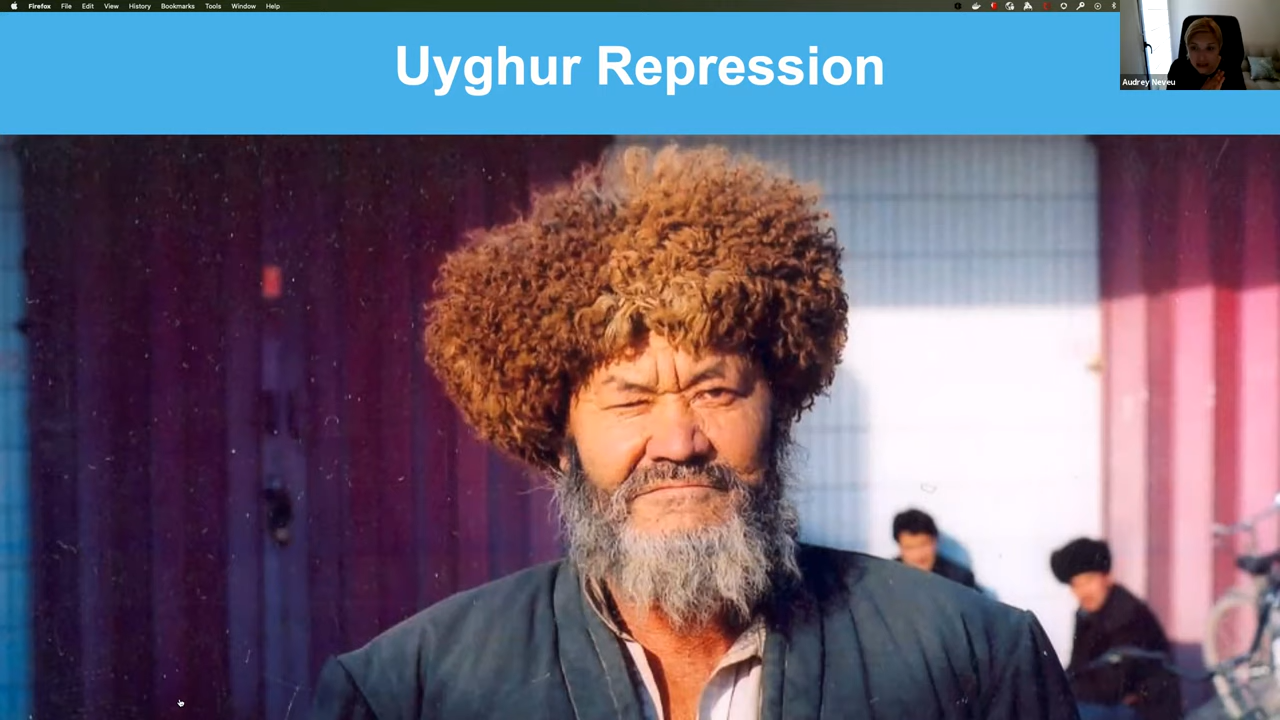 Firefox File Edit View History Bookmarks Tools Window Help
Uyghur Repression
Audrey Neveu